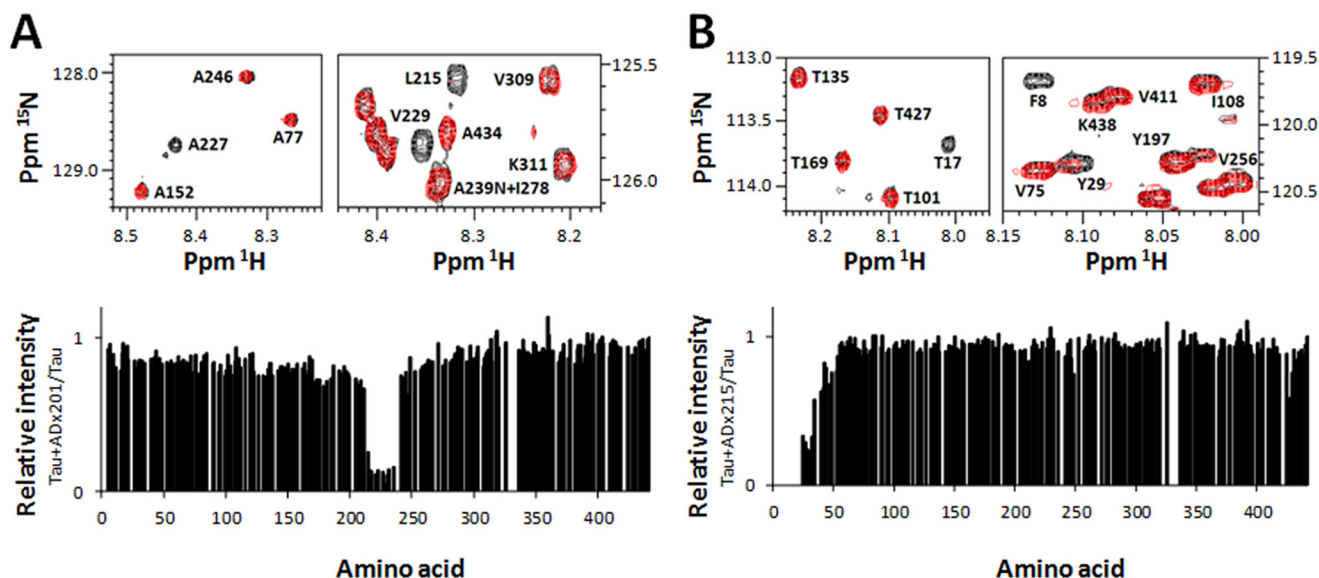 A
128.0
129.0
Ppm ¹⁵N
A246
A227
A77
A152
8.5
8.4
8.3
Ppm ¹H
L215
V309
V229
A434
K311
A239N+I278
125.5
126.0
8.4
8.3
8.2
Ppm ¹H
Relative intensity
Tau+ADx201/Tau
1
0
0
50
100
150
200
250
300
350
400
Amino acid
B
113.0
113.5
114.0
Ppm ¹⁵N
T135
T427
T169
T17
T101
8.2
8.1
8.0
Ppm ¹H
F8
V411
I108
K438
Y197
V256
V75
Y29
119.5
120.0
120.5
8.15
8.10
8.05
8.00
Ppm ¹H
Relative intensity
Tau+ADx215/Tau
1
0
0
50
100
150
200
250
300
350
400
Amino acid